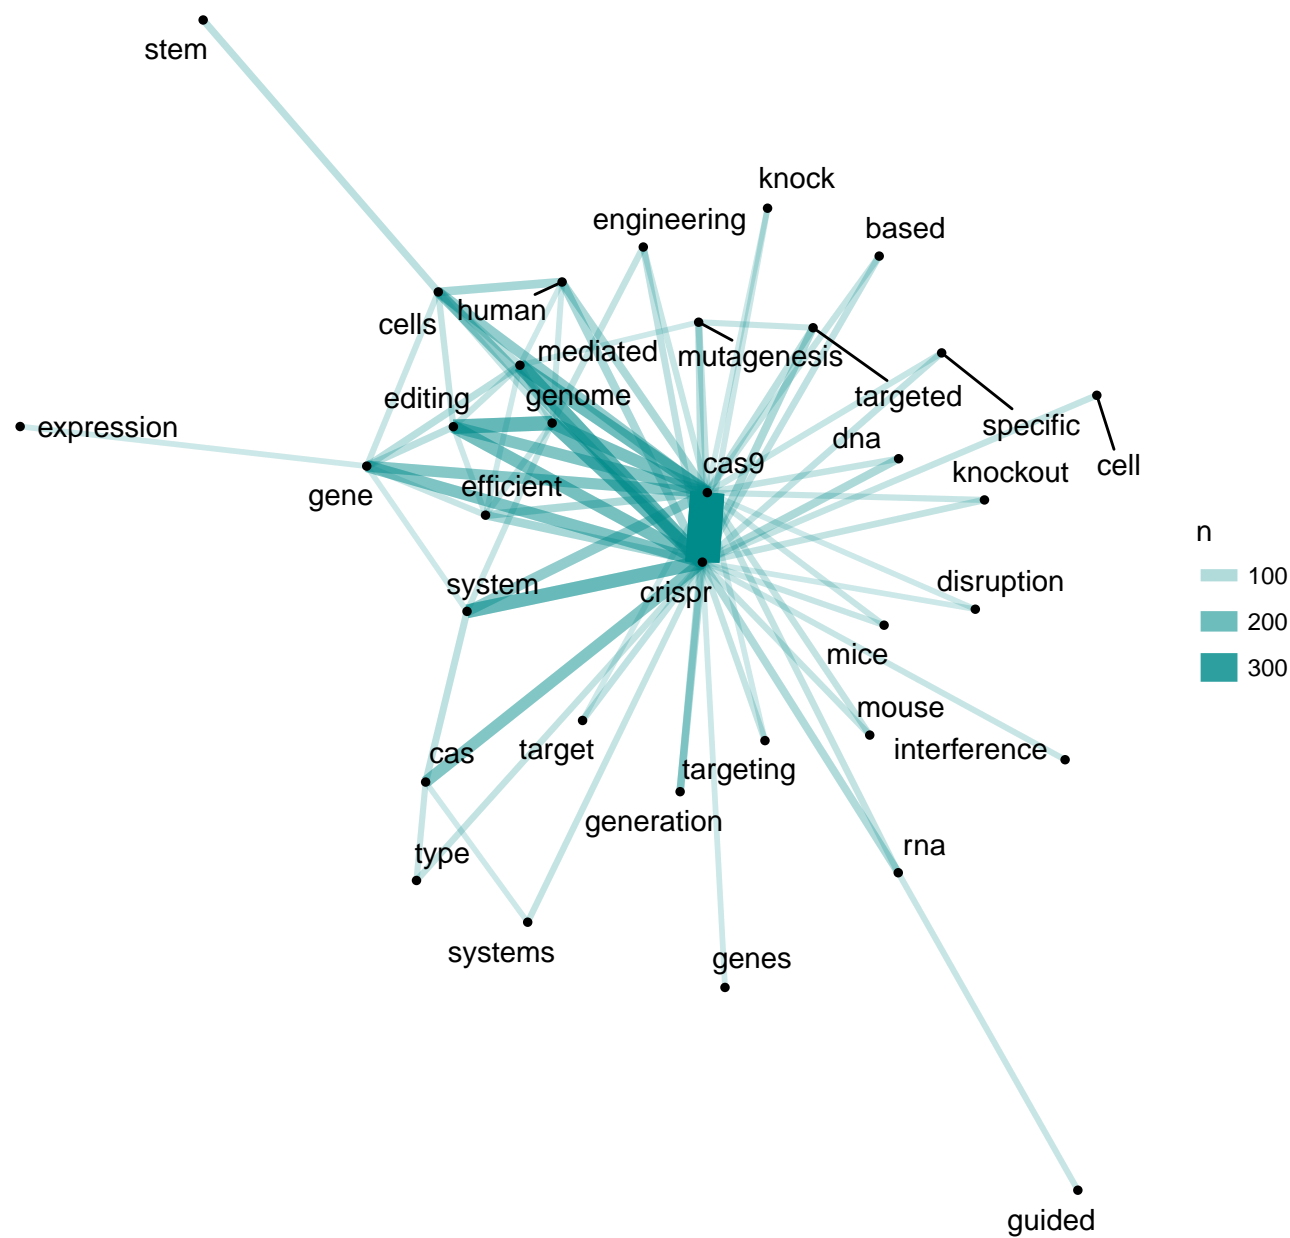 stem
knock
engineering
based
human
cells
mediated
mutagenesis
editing
genome
targeted
expression
specific
dna
cas9
knockout
cell
gene
efficient
n
system
crispr
disruption
100
200
300
mice
mouse
cas
target
interference
targeting
generation
type
rna
systems
genes
guided